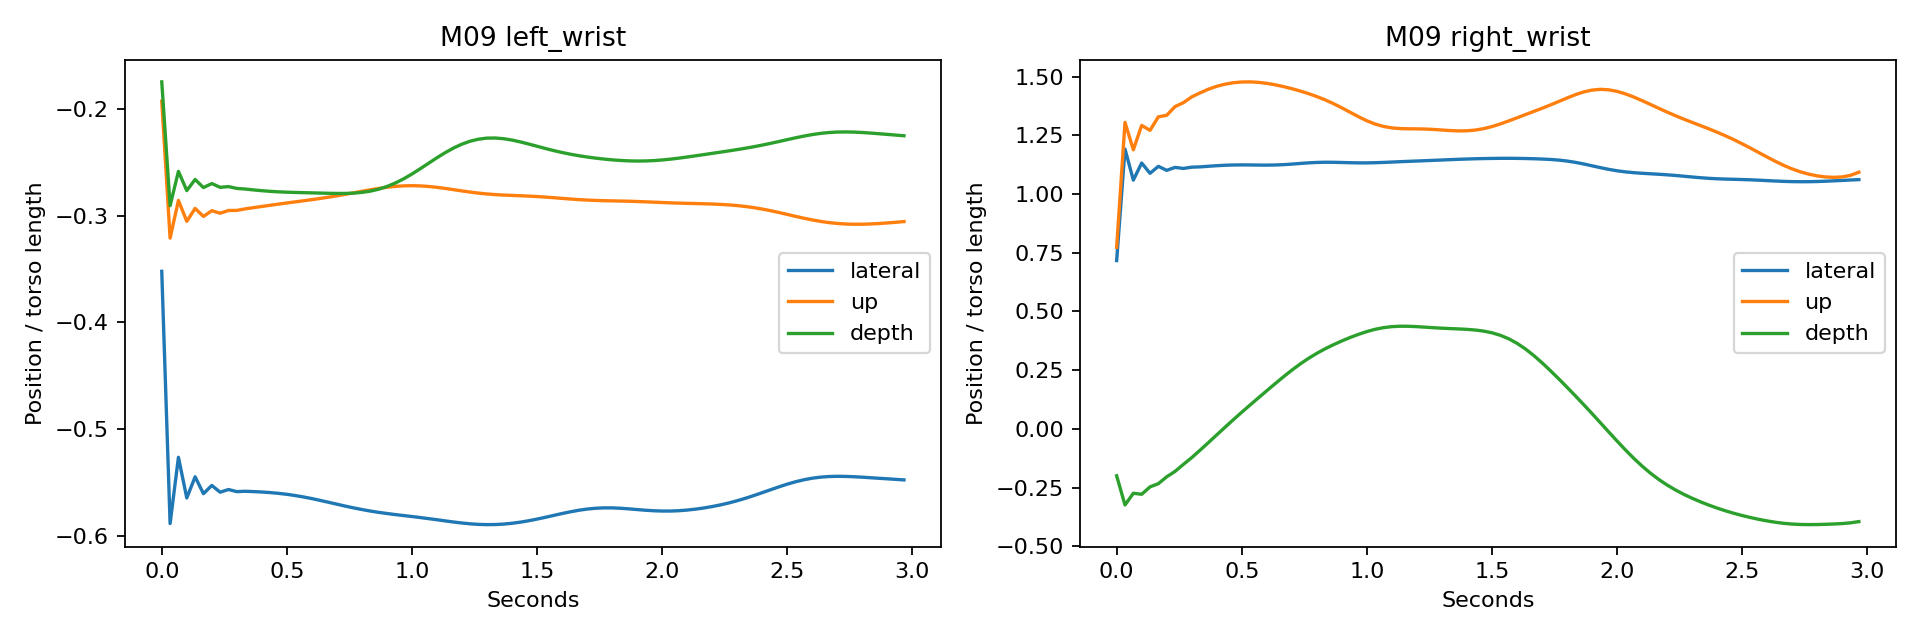 M09 left_wrist
Position / torso length
−0.2
−0.3
−0.4
−0.5
−0.6
0.0 0.5 1.0 1.5 2.0 2.5 3.0
Seconds
lateral
up
depth
M09 right_wrist
Position / torso length
1.50
1.25
1.00
0.75
0.50
0.25
0.00
−0.25
−0.50
0.0 0.5 1.0 1.5 2.0 2.5 3.0
Seconds
lateral
up
depth